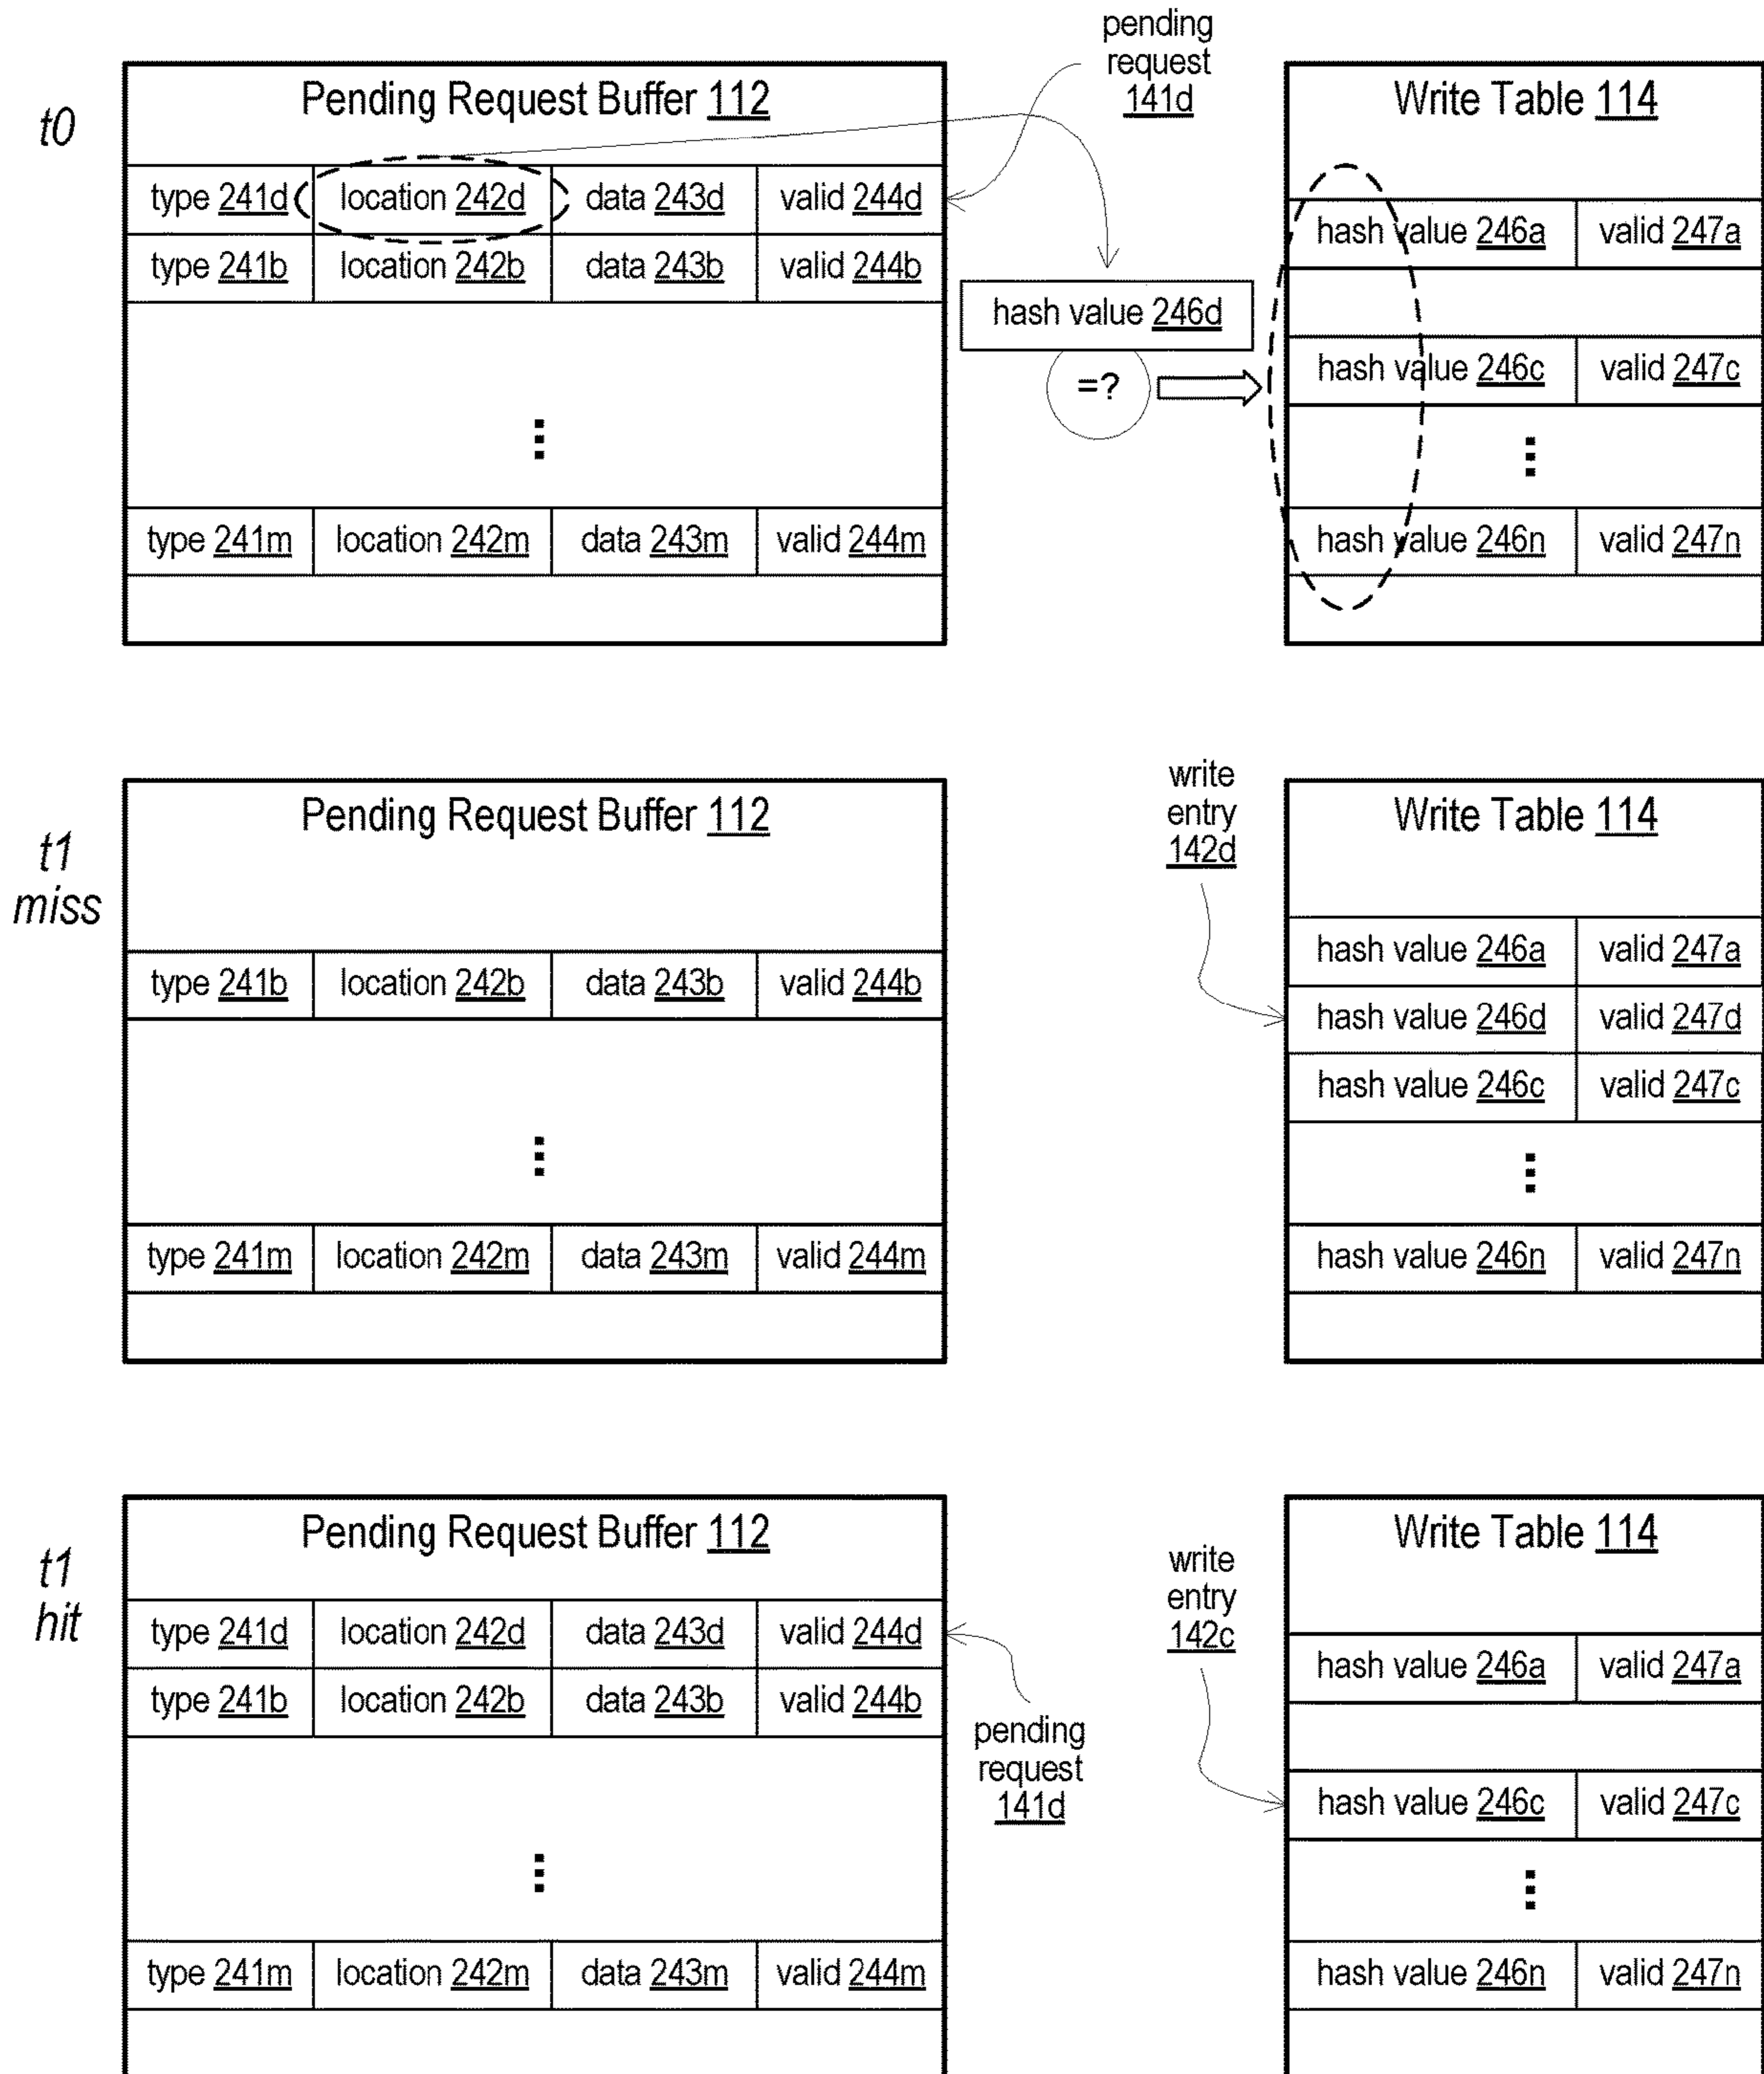 pending
request
141d
t0
Pending Request Buffer 112
type 241d location 242d data 243d valid 244d
type 241b location 242b data 243b valid 244b
type 241m location 242m data 243m valid 244m
hash value 246d
=?
Write Table 114
hash value 246a valid 247a
hash value 246c valid 247c
hash value 246n valid 247n
t1
miss
Pending Request Buffer 112
type 241b location 242b data 243b valid 244b
type 241m location 242m data 243m valid 244m
write
entry
142d
Write Table 114
hash value 246a valid 247a
hash value 246d valid 247d
hash value 246c valid 247c
hash value 246n valid 247n
t1
hit
Pending Request Buffer 112
type 241d location 242d data 243d valid 244d
type 241b location 242b data 243b valid 244b
type 241m location 242m data 243m valid 244m
pending
request
141d
write
entry
142c
Write Table 114
hash value 246a valid 247a
hash value 246c valid 247c
hash value 246n valid 247n